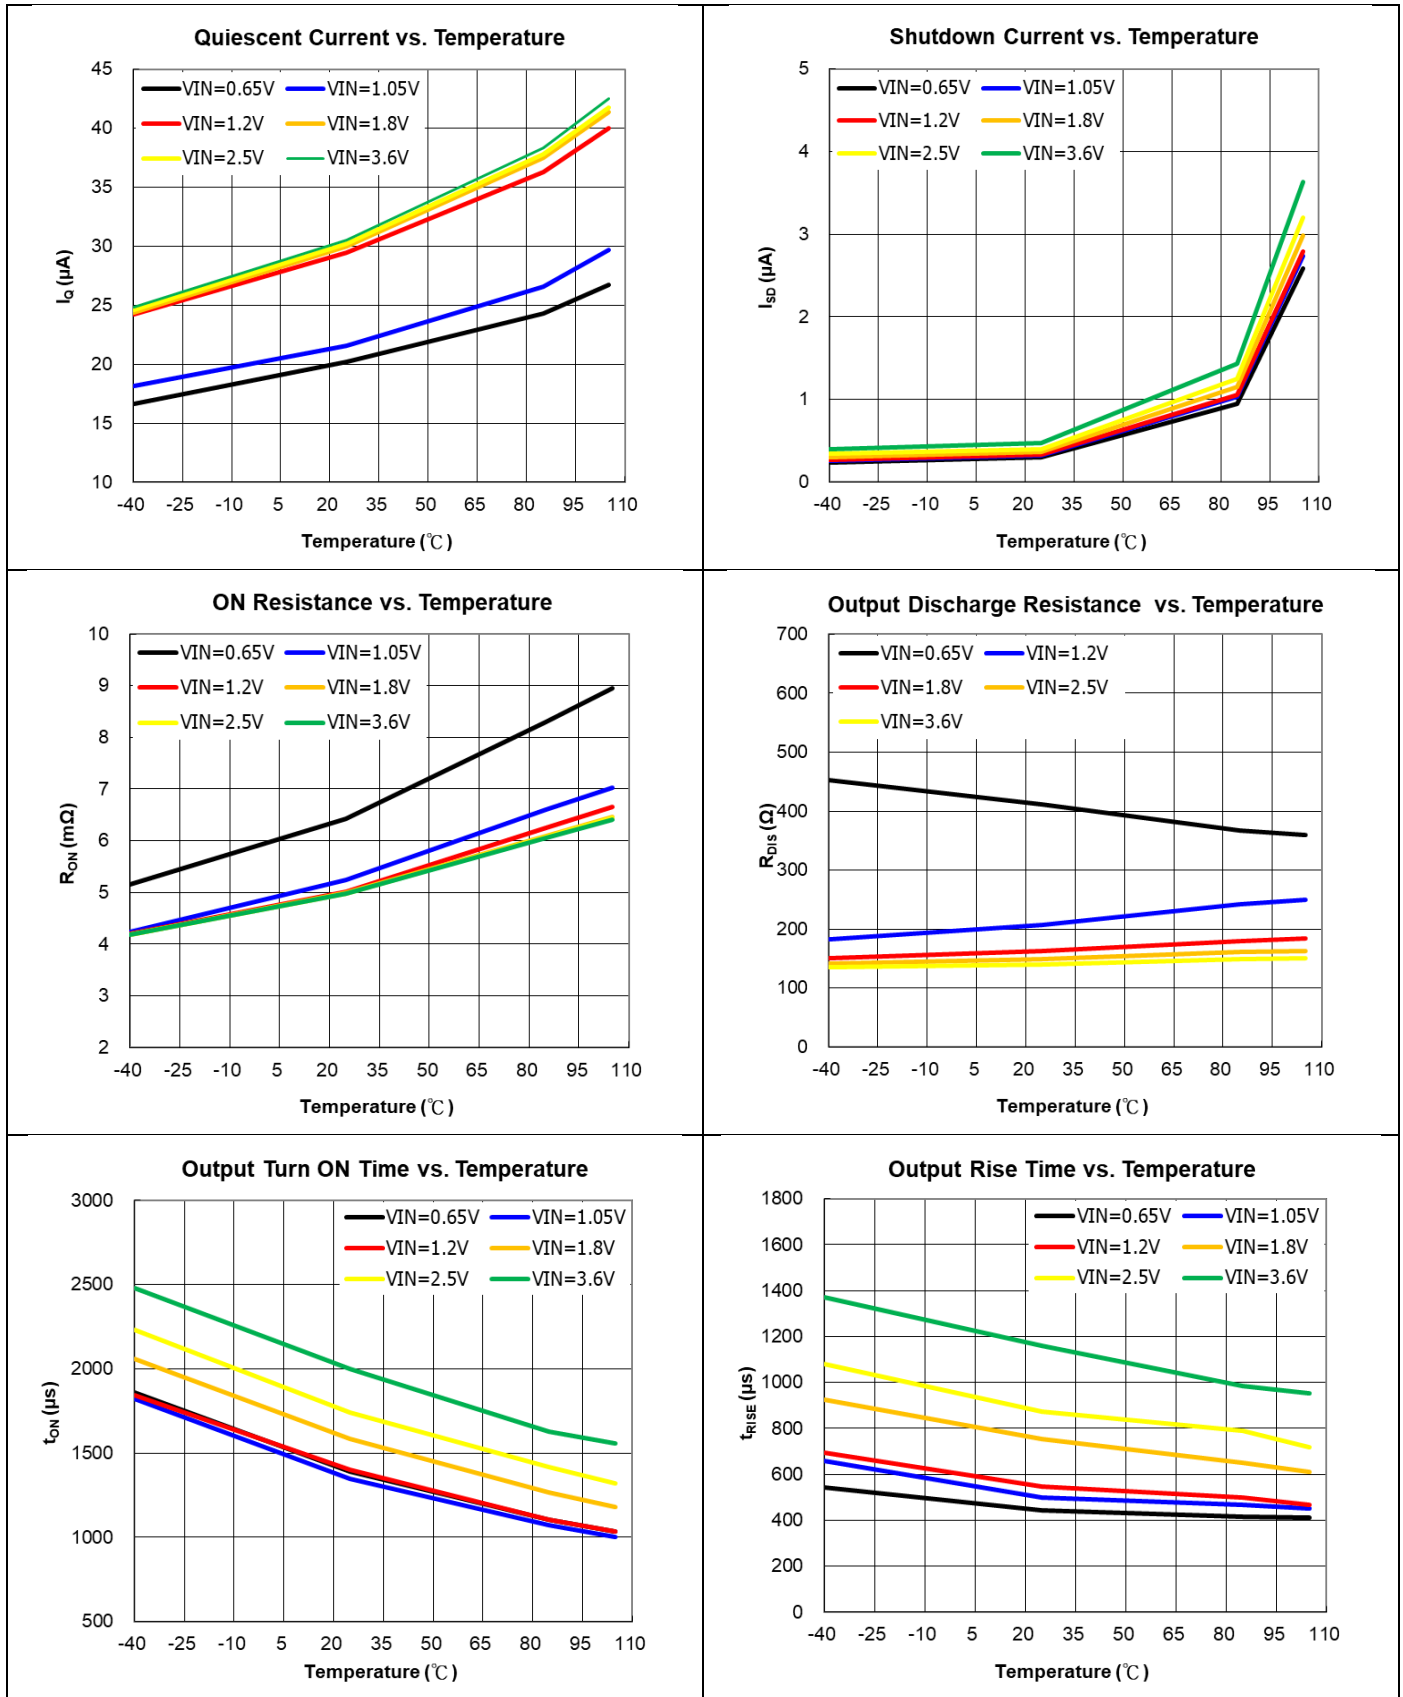 Quiescent Current vs. Temperature
45
40
35
30
25
20
15
10
VIN=0.65V VIN=1.05V
VIN=1.2V VIN=1.8V
VIN=2.5V VIN=3.6V
IQ (µA)
-40 -25 -10 5 20 35 50 65 80 95 110
Temperature (℃)
Shutdown Current vs. Temperature
5
4
3
2
1
0
VIN=0.65V VIN=1.05V
VIN=1.2V VIN=1.8V
VIN=2.5V VIN=3.6V
ISD (µA)
-40 -25 -10 5 20 35 50 65 80 95 110
Temperature (℃)
ON Resistance vs. Temperature
10
9
8
7
6
5
4
3
2
VIN=0.65V VIN=1.05V
VIN=1.2V VIN=1.8V
VIN=2.5V VIN=3.6V
RON (mΩ)
-40 -25 -10 5 20 35 50 65 80 95 110
Temperature (℃)
Output Discharge Resistance vs. Temperature
700
600
500
400
300
200
100
0
VIN=0.65V VIN=1.2V
VIN=1.8V VIN=2.5V
VIN=3.6V
RDIS (Ω)
-40 -25 -10 5 20 35 50 65 80 95 110
Temperature (℃)
Output Turn ON Time vs. Temperature
3000
2500
2000
1500
1000
500
VIN=0.65V VIN=1.05V
VIN=1.2V VIN=1.8V
VIN=2.5V VIN=3.6V
tON (µs)
-40 -25 -10 5 20 35 50 65 80 95 110
Temperature (℃)
Output Rise Time vs. Temperature
1800
1600
1400
1200
1000
800
600
400
200
0
VIN=0.65V VIN=1.05V
VIN=1.2V VIN=1.8V
VIN=2.5V VIN=3.6V
tRISE (µs)
-40 -25 -10 5 20 35 50 65 80 95 110
Temperature (℃)